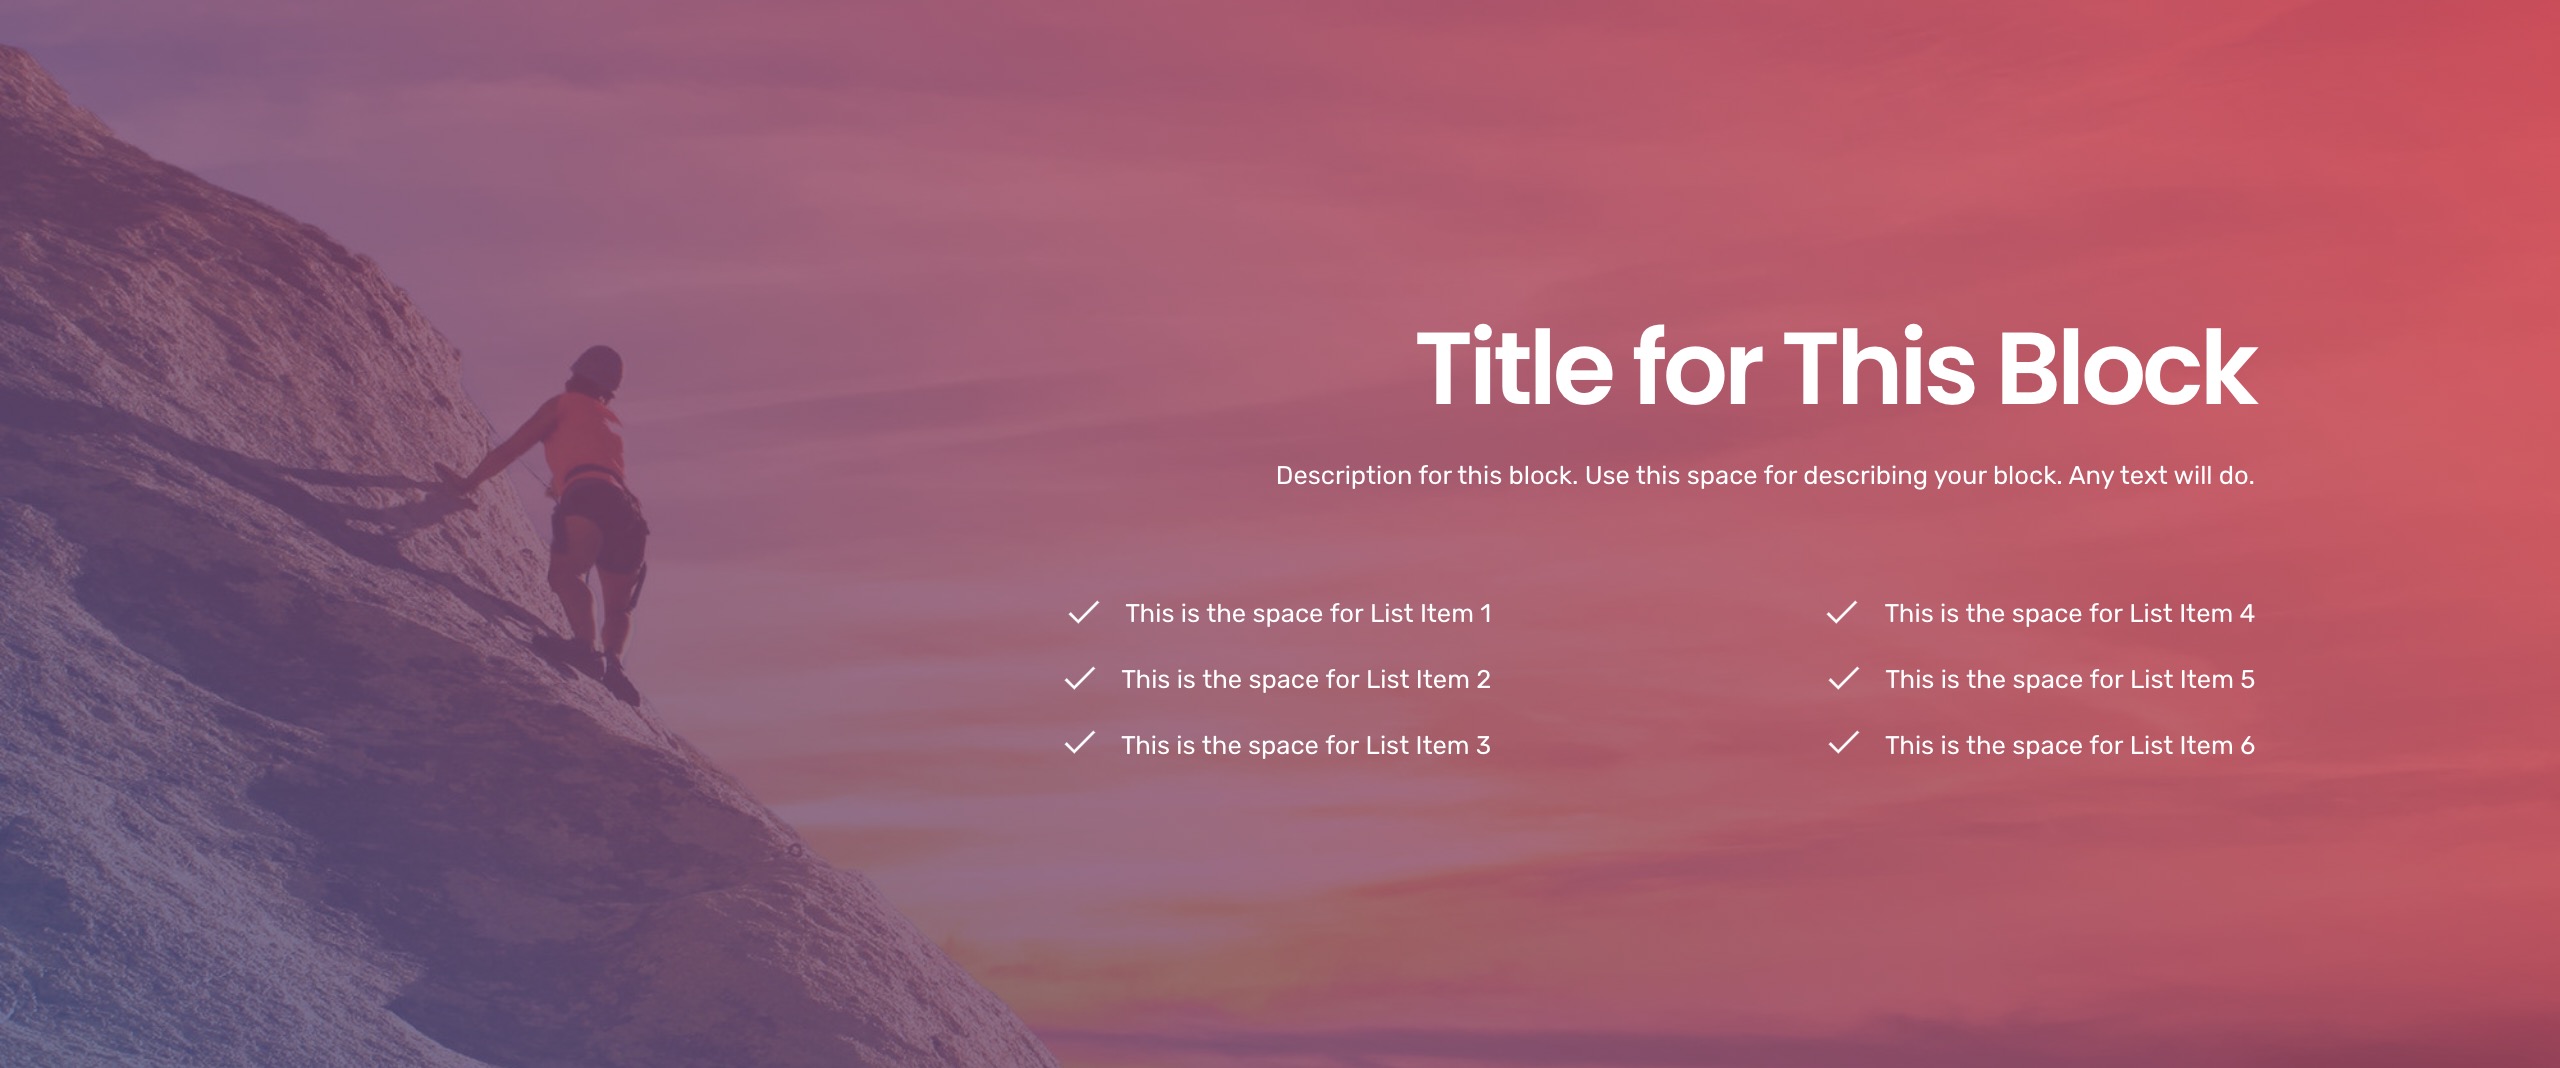 Title for This Block
Description for this block. Use this space for describing your block. Any text will do.
This is the space for List Item 1
This is the space for List Item 2
This is the space for List Item 3
This is the space for List Item 4
This is the space for List Item 5
This is the space for List Item 6